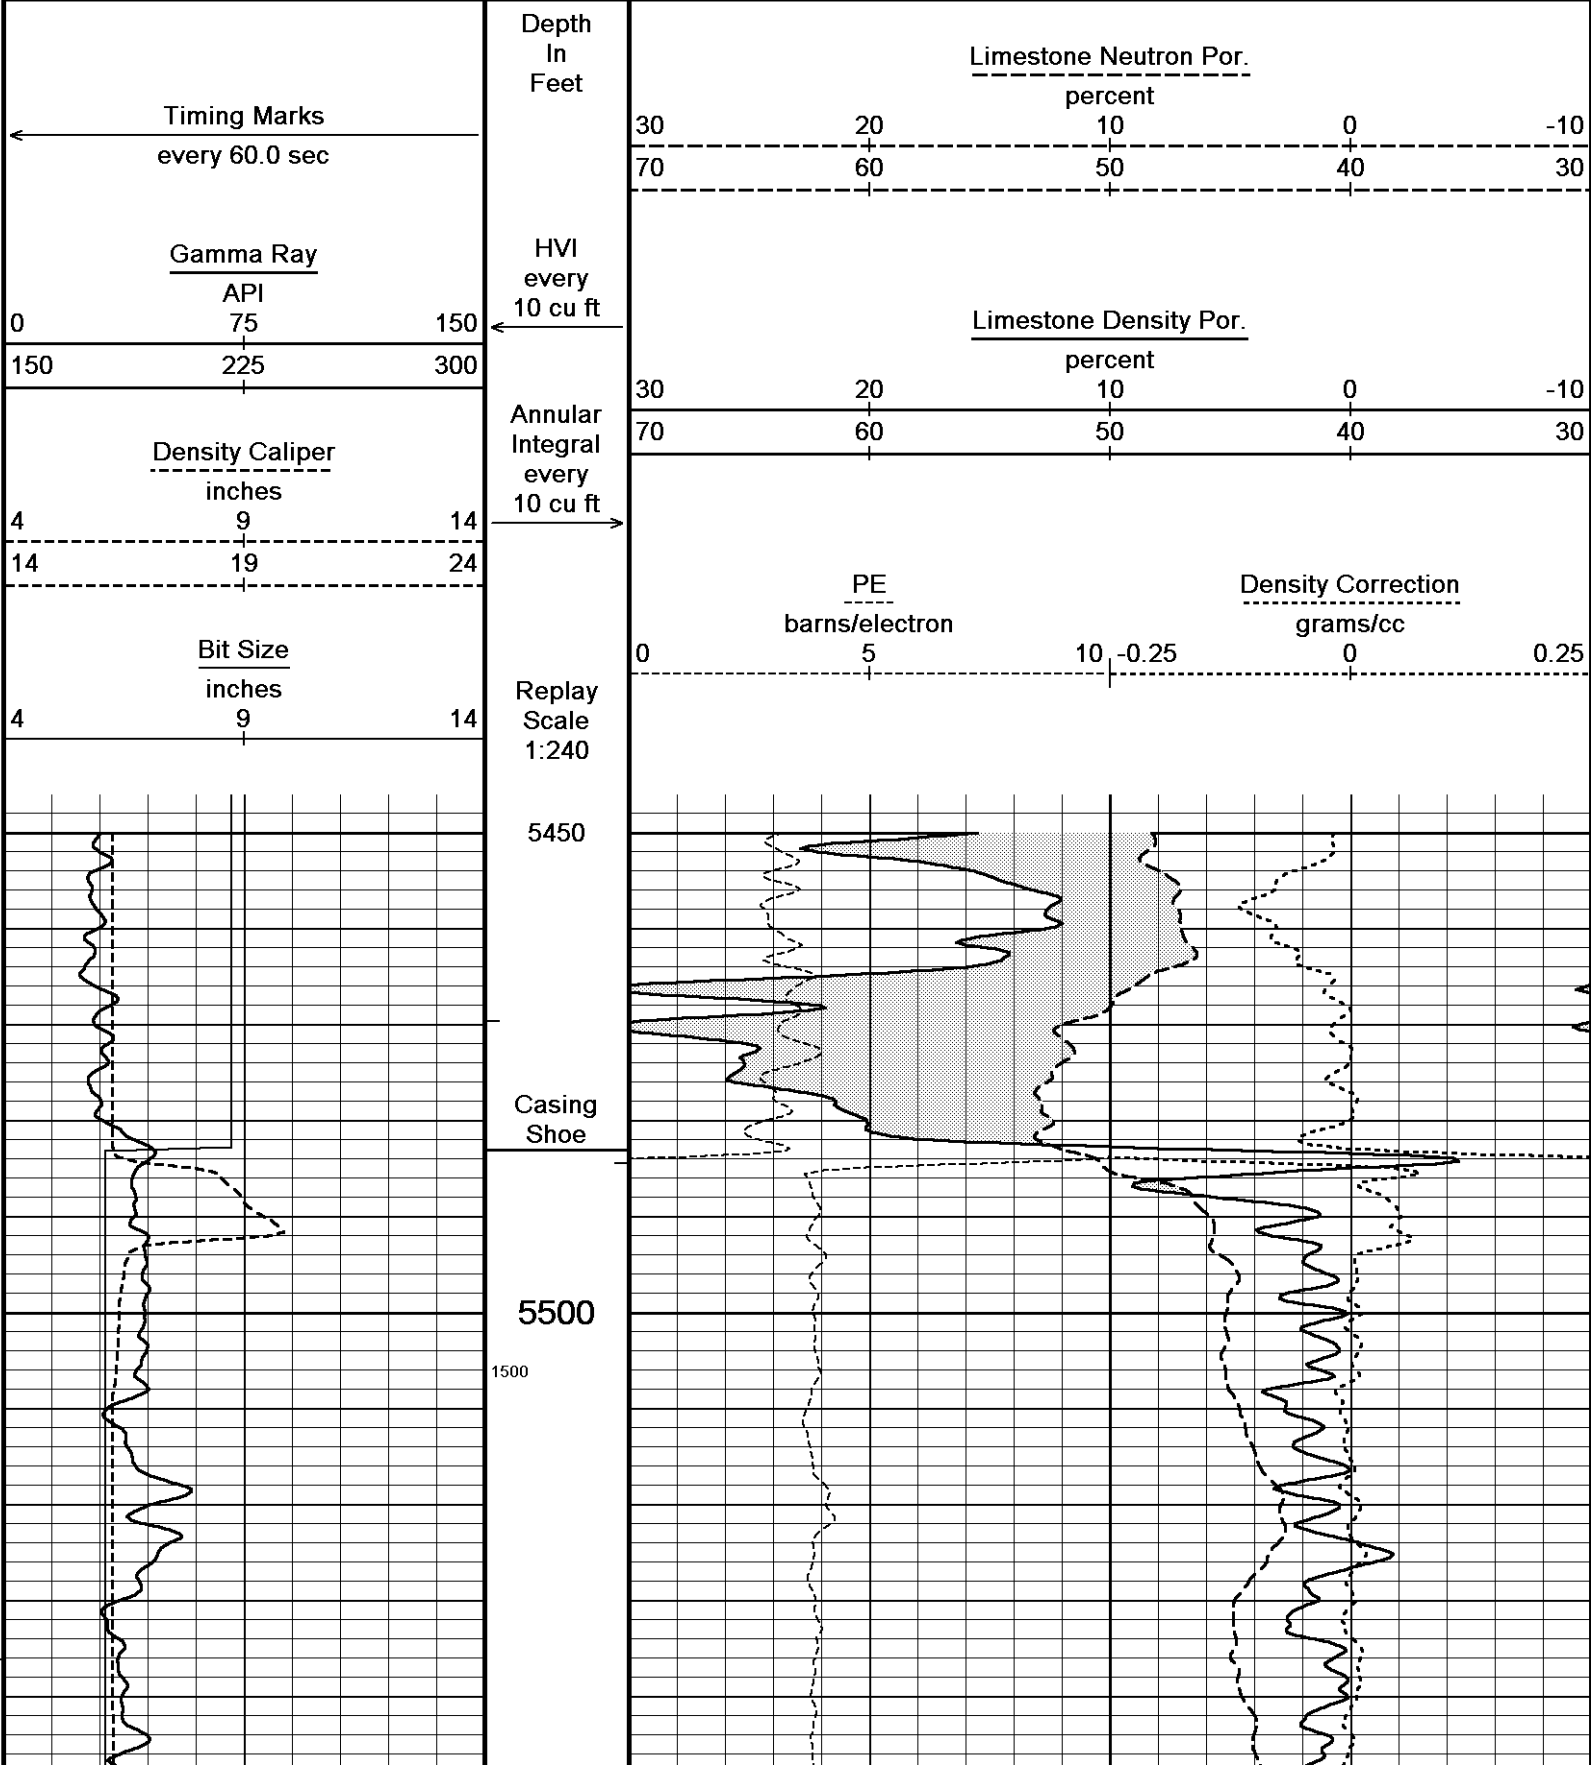 Timing Marks
every 60.0 sec
Gamma Ray
API
0 75 150
150 225 300
Density Caliper
inches
4 9 14
14 19 24
Bit Size
inches
4 9 14
Depth
In
Feet
HVI
every
10 cu ft
Annular
Integral
every
10 cu ft
Replay
Scale
1:240
Limestone Neutron Por.
percent
30 20 10 0 -10
70 60 50 40 30
Limestone Density Por.
percent
30 20 10 0 -10
70 60 50 40 30
PE
barns/electron
0 5 10
Density Correction
grams/cc
-0.25 0 0.25
5450
Casing
Shoe
5500
1500